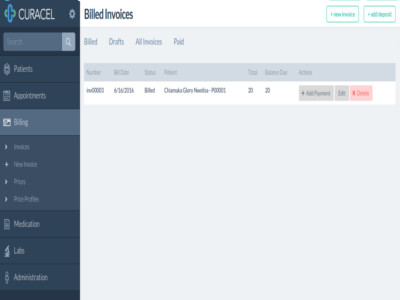 CURACEL
Billed Invoices
+ new invoice
+ add deposit
Search
Billed Drafts All Invoices Paid
Patients
Number Bill Date Status Patient Total Balance Due Actions
Appointments
inv00003 6/16/2016 Billed Chiamaka Glory Nwedisa - P00001 20 20 + Add Payment Edit × Delete
Billing
Invoices
New Invoice
Prices
Price Profiles
Medication
Labs
Administration